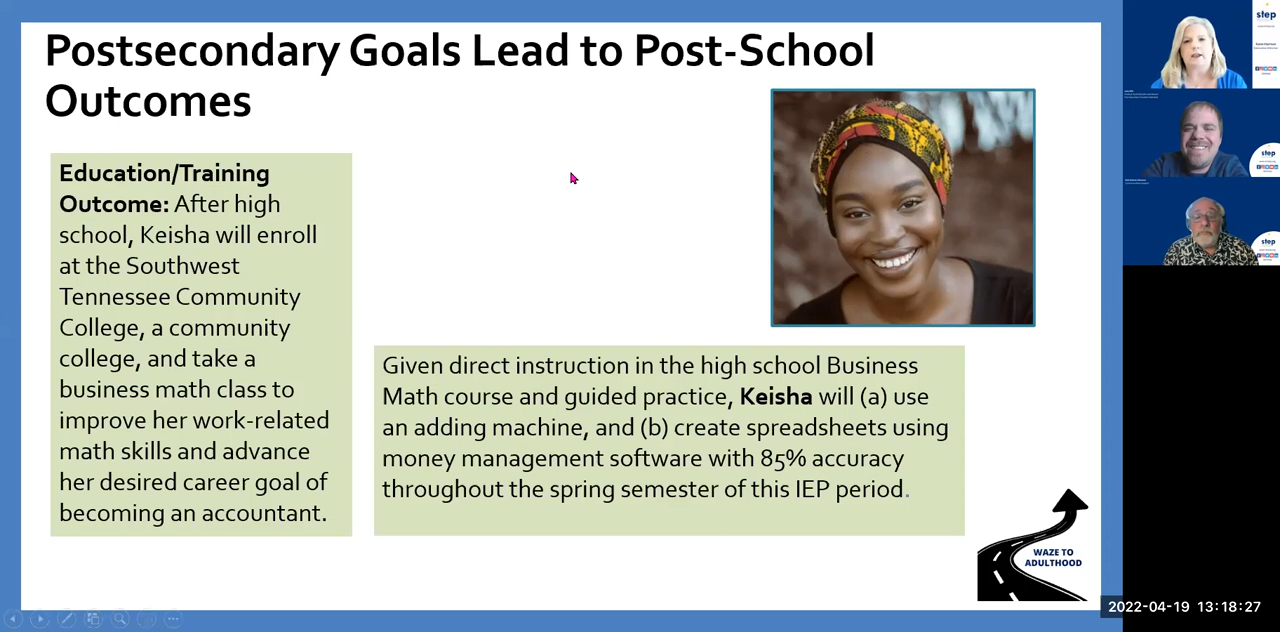 Postsecondary Goals Lead to Post-School
Outcomes
Education/Training
Outcome: After high
school, Keisha will enroll
at the Southwest
Tennessee Community
College, a community
college, and take a
business math class to
improve her work-related
math skills and advance
her desired career goal of
becoming an accountant.
Given direct instruction in the high school Business
Math course and guided practice, Keisha will (a) use
an adding machine, and (b) create spreadsheets using
money management software with 85% accuracy
throughout the spring semester of this IEP period.
WAZE TO
ADULTHOOD
step
step
step
2022-04-19 13:18:27